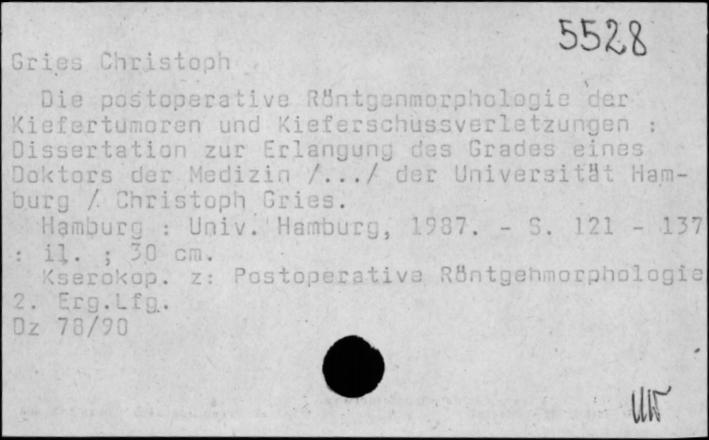 5528
Gries Christoph
Die postoperative Röntgenmorphologie der
Kiefertumoren und Kieferschussverletzungen :
Dissertation zur Erlangung des Grades eines
Doktors der Medizin /.../ der Universität Ham-
burg / Christoph Gries.
Hamburg : Univ. Hamburg, 1987. - S. 121 - 137
: il. ; 30 cm.
Kserokop. z: Postoperative Röntgehmorphologie
2. Erg.Lfg.
Dz 78/90